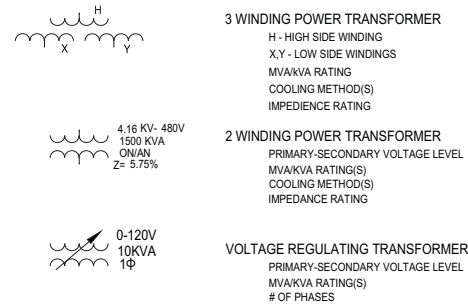 H
X Y
3 WINDING POWER TRANSFORMER
H - HIGH SIDE WINDING
X,Y - LOW SIDE WINDINGS
MVA/kVA RATING
COOLING METHOD(S)
IMPEDIENCE RATING
4.16 KV- 480V
1500 KVA
ON/AN
Z= 5.75%
2 WINDING POWER TRANSFORMER
PRIMARY-SECONDARY VOLTAGE LEVEL
MVA/KVA RATING(S)
COOLING METHOD(S)
IMPEDANCE RATING
0-120V
10KVA
1Φ
VOLTAGE REGULATING TRANSFORMER
PRIMARY-SECONDARY VOLTAGE LEVEL
MVA/KVA RATING(S)
# OF PHASES